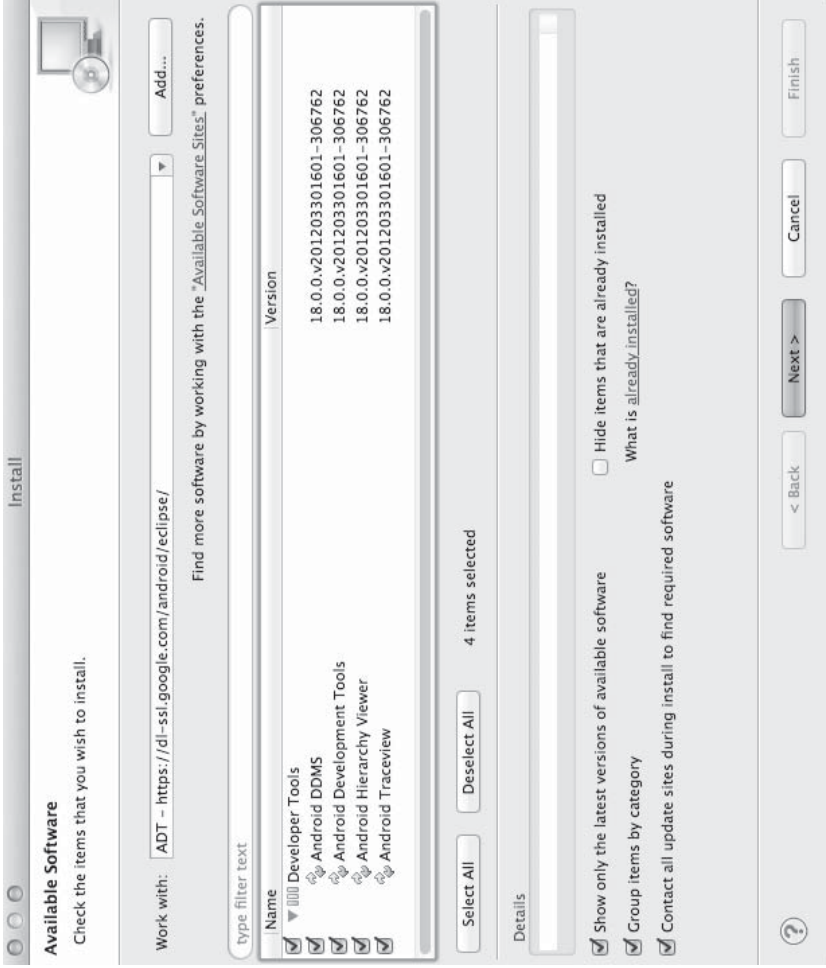 Install
Available Software
Check the items that you wish to install.
Work with: ADT – https://dl-ssl.google.com/android/eclipse/ Add...
Find more software by working with the "Available Software Sites" preferences.
type filter text
Name Version
Developer Tools
Android DDMS 18.0.0.v201203301601-306762
Android Development Tools 18.0.0.v201203301601-306762
Android Hierarchy Viewer 18.0.0.v201203301601-306762
Android Traceview 18.0.0.v201203301601-306762
Select All Deselect All 4 items selected
Details
Show only the latest versions of available software Hide items that are already installed
Group items by category What is already installed?
Contact all update sites during install to find required software
? < Back Next > Cancel Finish